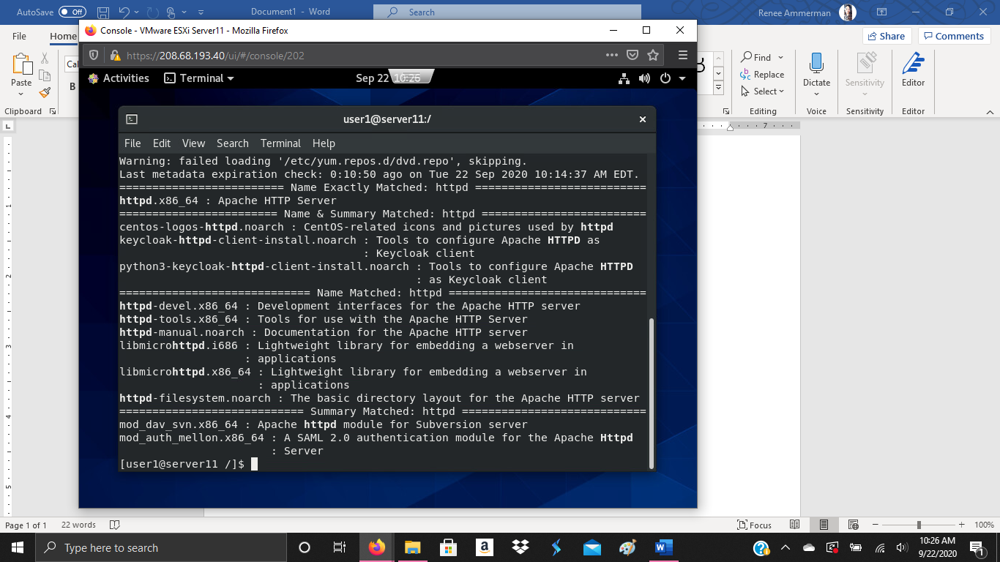 AutoSave Off Document1 - Word Search Renee Ammerman
File Home Share Comments
Console - VMware ESXi Server11 - Mozilla Firefox
https://208.68.193.40/ui/#/console/202
Activities Terminal Sep 22 10:26
Paste
Cal
B
Clipboard
Find
Replace
Select
Editing
Dictate
Voice
Sensitivity
Sensitivity
Editor
Editor
7
user1@server11:/
File Edit View Search Terminal Help
Warning: failed loading '/etc/yum.repos.d/dvd.repo', skipping.
Last metadata expiration check: 0:10:50 ago on Tue 22 Sep 2020 10:14:37 AM EDT.
============================ Name Exactly Matched: httpd ==========================
httpd.x86_64 : Apache HTTP Server
======================== Name & Summary Matched: httpd =========================
centos-logos-httpd.noarch : CentOS-related icons and pictures used by httpd
keycloak-httpd-client-install.noarch : Tools to configure Apache HTTPD as
: Keycloak client
python3-keycloak-httpd-client-install.noarch : Tools to configure Apache HTTPD
: as Keycloak client
============================= Name Matched: httpd ==============================
httpd-devel.x86_64 : Development interfaces for the Apache HTTP server
httpd-tools.x86_64 : Tools for use with the Apache HTTP Server
httpd-manual.noarch : Documentation for the Apache HTTP server
libmicrohttpd.i686 : Lightweight library for embedding a webserver in
: applications
libmicrohttpd.x86_64 : Lightweight library for embedding a webserver in
: applications
httpd-filesystem.noarch : The basic directory layout for the Apache HTTP server
============================ Summary Matched: httpd ============================
mod_dav_svn.x86_64 : Apache httpd module for Subversion server
mod_auth_mellon.x86_64 : A SAML 2.0 authentication module for the Apache Httpd
: Server
[user1@server11 /]$
1
2
3
4
5
Page 1 of 1 22 words Focus 100%
Type here to search
10:26 AM
9/22/2020
1